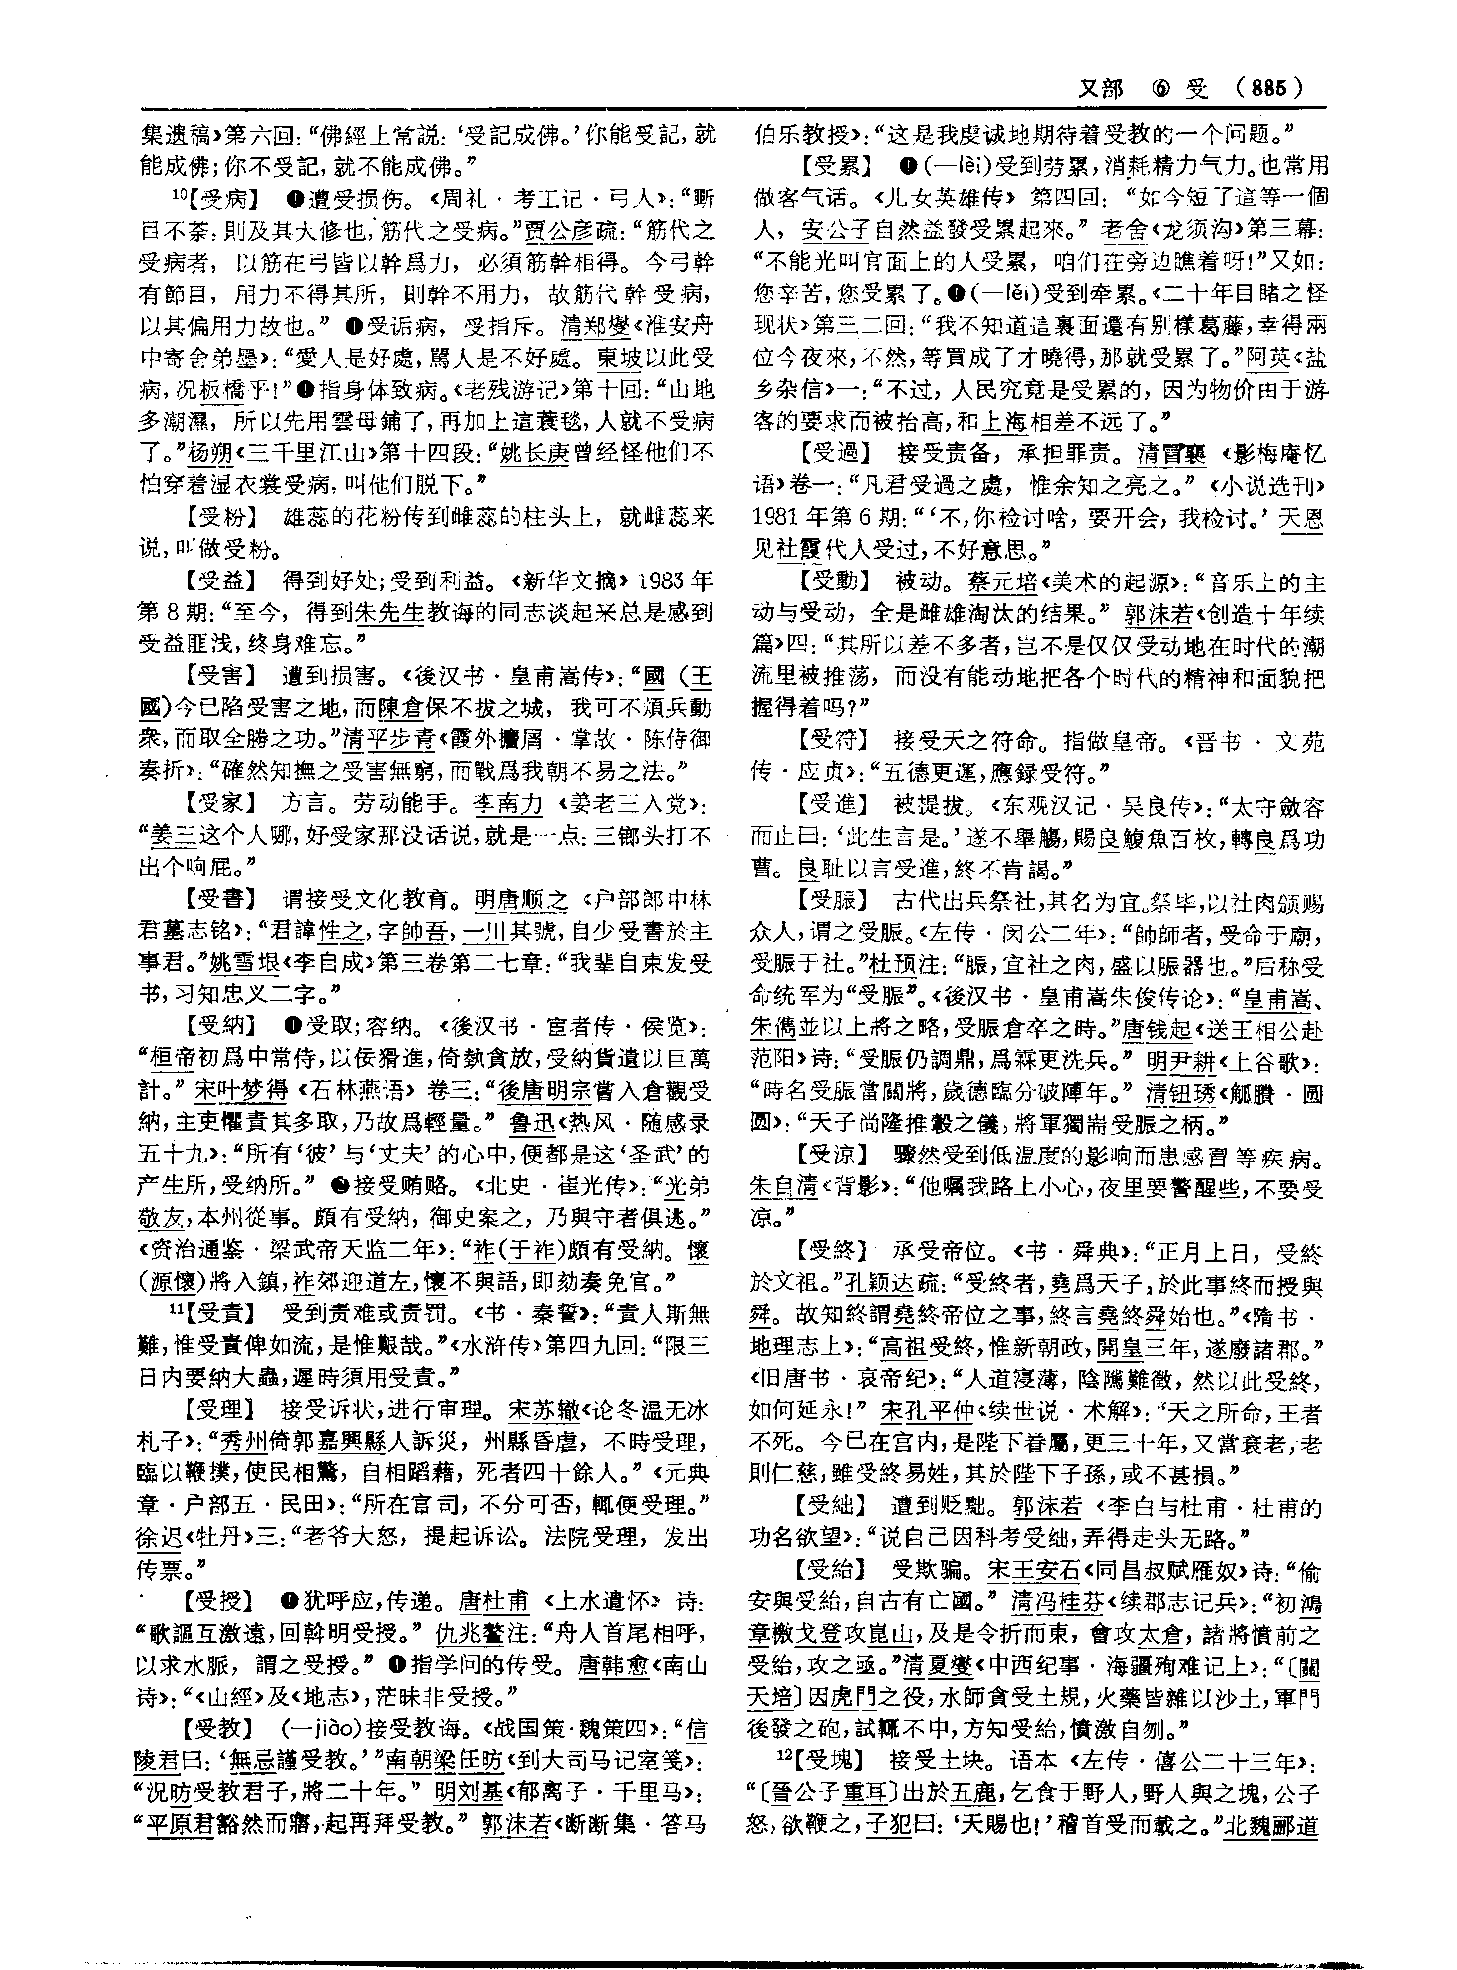 又部 ⑥ 受 （885）
集遗稿》第六回：“佛經上常説：‘受記成佛。’你能受記，就
能成佛；你不受記，就不能成佛。”
¹⁰【受病】 ❶遭受损伤。《周礼·考工记·弓人》：“斲
目不荼，則及其大修也，筋代之受病。”贾公彦疏：“筋代之
受病者，以筋在弓皆以幹爲力，必須筋幹相得。今弓幹
有節目，用力不得其所，則幹不用力，故筋代幹受病，
以其偏用力故也。” ❶受诟病，受指斥。清郑燮《淮安舟
中寄舍弟墨》：“愛人是好處，罵人是不好處。東坡以此受
病，况板橋乎！”❶指身体致病。《老残游记》第十回：“山地
多潮濕，所以先用雲母鋪了，再加上這蓑毯，人就不受病
了。”杨朔《三千里江山》第十四段：“姚长庚曾经怪他们不
怕穿着湿衣裳受病，叫他们脱下。”
【受粉】 雄蕊的花粉传到雌蕊的柱头上，就雌蕊来
说，叫做受粉。
【受益】 得到好处；受到利益。《新华文摘》1983年
第8期：“至今，得到朱先生教诲的同志谈起来总是感到
受益匪浅，终身难忘。”
【受害】 遭到损害。《後汉书·皇甫嵩传》：“國（王
國）今已陷受害之地，而陳倉保不拔之城，我可不煩兵動
衆，而取全勝之功。”清平步青《霞外攟屑·掌故·陈侍御
奏折》：“確然知撫之受害無窮，而戰爲我朝不易之法。”
【受家】 方言。劳动能手。李南力《姜老三入党》：
“姜三这个人哪，好受家那没话说，就是一点：三锄头打不
出个响屁。”
【受書】 谓接受文化教育。明唐顺之《户部郎中林
君墓志铭》：“君諱性之，字帥吾，一川其號，自少受書於主
事君。”姚雪垠《李自成》第三卷第二七章：“我辈自束发受
书，习知忠义二字。”
【受納】 ❶受取；容纳。《後汉书·宦者传·侯览》：
“桓帝初爲中常侍，以佞猾進，倚埶貪放，受納貨遺以巨萬
計。”宋叶梦得《石林燕语》卷三：“後唐明宗嘗入倉觀受
納，主吏懼責其多取，乃故爲輕量。”鲁迅《热风·随感录
五十九》：“所有‘彼’与‘丈夫’的心中，便都是这‘圣武’的
产生所，受纳所。” ❷接受贿赂。《北史·崔光传》：“光弟
敬友，本州從事。頗有受納，御史案之，乃與守者俱逃。”
《资治通鉴·梁武帝天监二年》：“祚（于祚）頗有受納。懷
（源懷）將入鎮，祚郊迎道左，懷不與語，即劾奏免官。”
¹¹【受責】 受到责难或责罚。《书·秦誓》：“責人斯無
難，惟受責俾如流，是惟艱哉。”《水浒传》第四九回：“限三
日内要納大蟲，遲時須用受責。”
【受理】 接受诉状，进行审理。宋苏辙《论冬温无冰
札子》：“秀州倚郭嘉興縣人訴災，州縣昏虐，不時受理，
臨以鞭撲，使民相驚，自相蹈藉，死者四十餘人。”《元典
章·户部五·民田》：“所在官司，不分可否，輒便受理。”
徐迟《牡丹》三：“老爷大怒，提起诉讼。法院受理，发出
传票。”
【受授】 ❶犹呼应，传递。唐杜甫《上水遣怀》诗：
“歌謳互激遠，回斡明受授。”仇兆鳌注：“舟人首尾相呼，
以求水脈，謂之受授。” ❶指学问的传受。唐韩愈《南山
诗》：“《山經》及《地志》，茫昧非受授。”
【受教】 （—jiào）接受教诲。《战国策·魏策四》：“信
陵君曰：‘無忌謹受教。’”南朝梁任昉《到大司马记室笺》：
“況昉受教君子，將二十年。”明刘基《郁离子·千里马》：
“平原君豁然而寤，起再拜受教。”郭沫若《断断集·答马
伯乐教授》：“这是我虔诚地期待着受教的一个问题。”
【受累】 ❶（—lèi）受到劳累，消耗精力气力。也常用
做客气话。《儿女英雄传》第四回：“如今短了這等一個
人，安公子自然益發受累起來。”老舍《龙须沟》第三幕：
“不能光叫官面上的人受累，咱们在旁边瞧着呀！”又如：
您辛苦，您受累了。❶（—lěi）受到牵累。《二十年目睹之怪
现状》第三二回：“我不知道這裏面還有别樣葛藤，幸得兩
位今夜來，不然，等買成了才曉得，那就受累了。”阿英《盐
乡杂信》一：“不过，人民究竟是受累的，因为物价由于游
客的要求而被抬高，和上海相差不远了。”
【受過】 接受责备，承担罪责。清冒襄《影梅庵忆
语》卷一：“凡君受過之處，惟余知之亮之。”《小说选刊》
1981年第6期：“‘不，你检讨啥，要开会，我检讨。’天恩
见社霞代人受过，不好意思。”
【受動】 被动。蔡元培《美术的起源》：“音乐上的主
动与受动，全是雌雄淘汰的结果。”郭沫若《创造十年续
篇》四：“其所以差不多者，岂不是仅仅受动地在时代的潮
流里被推荡，而没有能动地把各个时代的精神和面貌把
握得着吗？”
【受符】 接受天之符命。指做皇帝。《晋书·文苑
传·应贞》：“五德更運，應録受符。”
【受進】 被提拔。《东观汉记·吴良传》：“太守斂容
而止曰：‘此生言是。’遂不舉觴，賜良鰒魚百枚，轉良爲功
曹。良耻以言受進，終不肯謁。”
【受脤】 古代出兵祭社，其名为宜。祭毕，以社肉颁赐
众人，谓之受脤。《左传·闵公二年》：“帥師者，受命于廟，
受脤于社。”杜预注：“脤，宜社之肉，盛以脤器也。”后称受
命统军为“受脤”。《後汉书·皇甫嵩朱俊传论》：“皇甫嵩、
朱儁並以上將之略，受脤倉卒之時。”唐钱起《送王相公赴
范阳》诗：“受脤仍調鼎，爲霖更洗兵。”明尹耕《上谷歌》：
“時名受脤當關將，歲德臨分破陣年。”清钮琇《觚賸·圆
圆》：“天子尚隆推轂之儀，將軍獨崇受脤之柄。”
【受涼】 骤然受到低温度的影响而患感冒等疾病。
朱自清《背影》：“他嘱我路上小心，夜里要警醒些，不要受
凉。”
【受終】 承受帝位。《书·舜典》：“正月上日，受終
於文祖。”孔颖达疏：“受終者，堯爲天子，於此事終而授與
舜。故知終謂堯終帝位之事，終言堯終舜始也。”《隋书·
地理志上》：“高祖受終，惟新朝政，開皇三年，遂廢諸郡。”
《旧唐书·哀帝纪》：“人道寖薄，陰隲難徵，然以此受終，
如何延永！”宋孔平仲《续世说·术解》：“天之所命，王者
不死。今已在宫内，是陛下眷屬，更三十年，又當衰老，老
則仁慈，雖受終易姓，其於陛下子孫，或不甚損。”
【受絀】 遭到贬黜。郭沫若《李白与杜甫·杜甫的
功名欲望》：“说自己因科考受绌，弄得走头无路。”
【受紿】 受欺骗。宋王安石《同昌叔赋雁奴》诗：“偷
安與受紿，自古有亡國。”清冯桂芬《续郡志记兵》：“初鴻
章檄戈登攻崑山，及是令折而東，會攻太倉，諸將憤前之
受紿，攻之亟。”清夏燮《中西纪事·海疆殉难记上》：“〔關
天培〕因虎門之役，水師貪受土規，火藥皆雜以沙土，軍門
後發之砲，試輒不中，方知受紿，憤激自刎。”
¹²【受塊】 接受土块。语本《左传·僖公二十三年》：
“〔晉公子重耳〕出於五鹿，乞食于野人，野人與之塊，公子
怒，欲鞭之，子犯曰：‘天賜也！’稽首受而載之。”北魏郦道